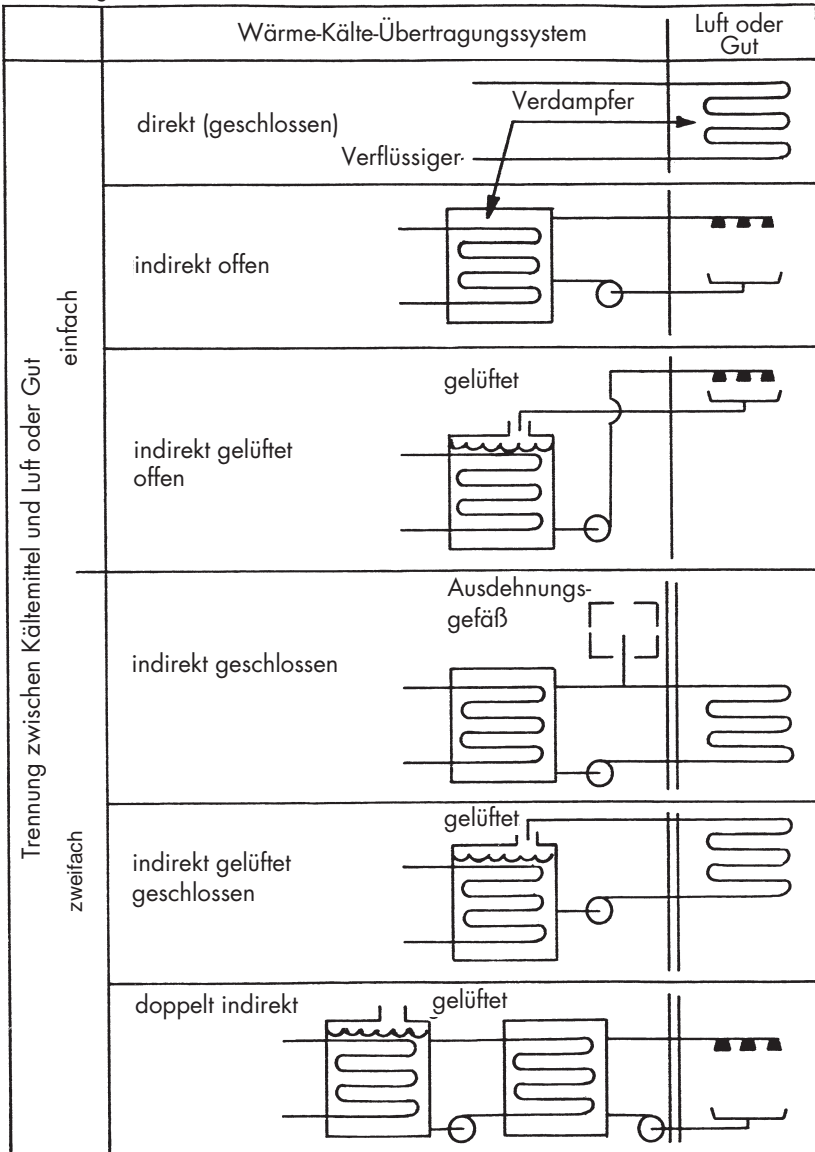 Wärme-Kälte-Übertragungssystem
Luft oder
Gut
Trennung zwischen Kältemittel und Luft oder Gut
einfach
direkt (geschlossen)
Verdampfer
Verflüssiger
indirekt offen
gelüftet
indirekt gelüftet
offen
zweifach
Ausdehnungs-
gefäß
indirekt geschlossen
gelüftet
indirekt gelüftet
geschlossen
doppelt indirekt
gelüftet